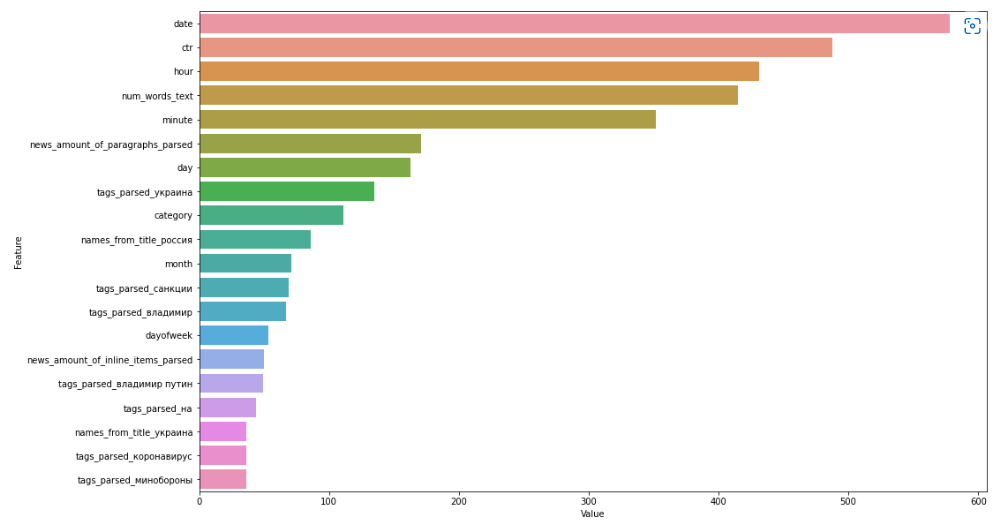 date
ctr
hour
num_words_text
minute
news_amount_of_paragraphs_parsed
day
tags_parsed_украина
category
names_from_title_россия
month
tags_parsed_санкции
tags_parsed_владимир
dayofweek
news_amount_of_inline_items_parsed
tags_parsed_владимир путин
tags_parsed_на
names_from_title_украина
tags_parsed_коронавирус
tags_parsed_минобороны
Feature
0 100 200 300 400 500 600
Value